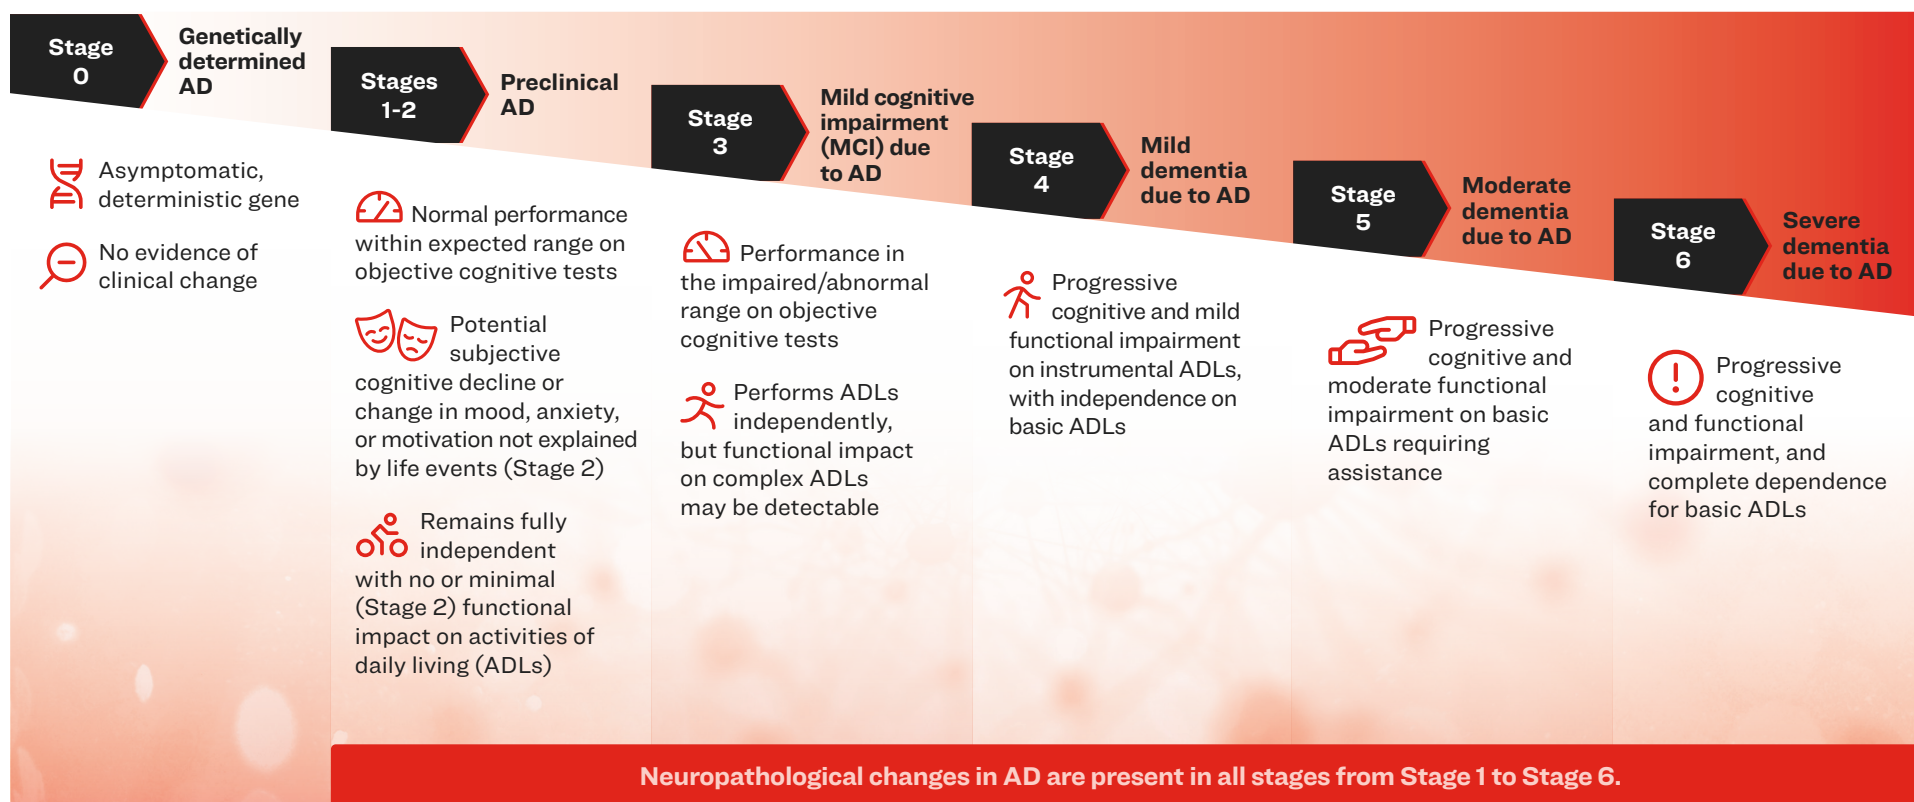 Stage
0
Genetically
determined
AD
Asymptomatic,
deterministic gene
No evidence of
clinical change
Stages
1-2
Preclinical
AD
Normal performance
within expected range on
objective cognitive tests
Potential
subjective
cognitive decline or
change in mood, anxiety,
or motivation not explained
by life events (Stage 2)
Remains fully
independent
with no or minimal
(Stage 2) functional
impact on activities of
daily living (ADLs)
Stage
3
Mild cognitive
impairment
(MCI) due
to AD
Performance in
the impaired/abnormal
range on objective
cognitive tests
Performs ADLs
independently,
but functional impact
on complex ADLs
may be detectable
Stage
4
Mild
dementia
due to AD
Progressive
cognitive and mild
functional impairment
on instrumental ADLs,
with independence on
basic ADLs
Stage
5
Moderate
dementia
due to AD
Progressive
cognitive and
moderate functional
impairment on basic
ADLs requiring
assistance
Stage
6
Severe
dementia
due to AD
Progressive
cognitive
and functional
impairment, and
complete dependence
for basic ADLs
Neuropathological changes in AD are present in all stages from Stage 1 to Stage 6.